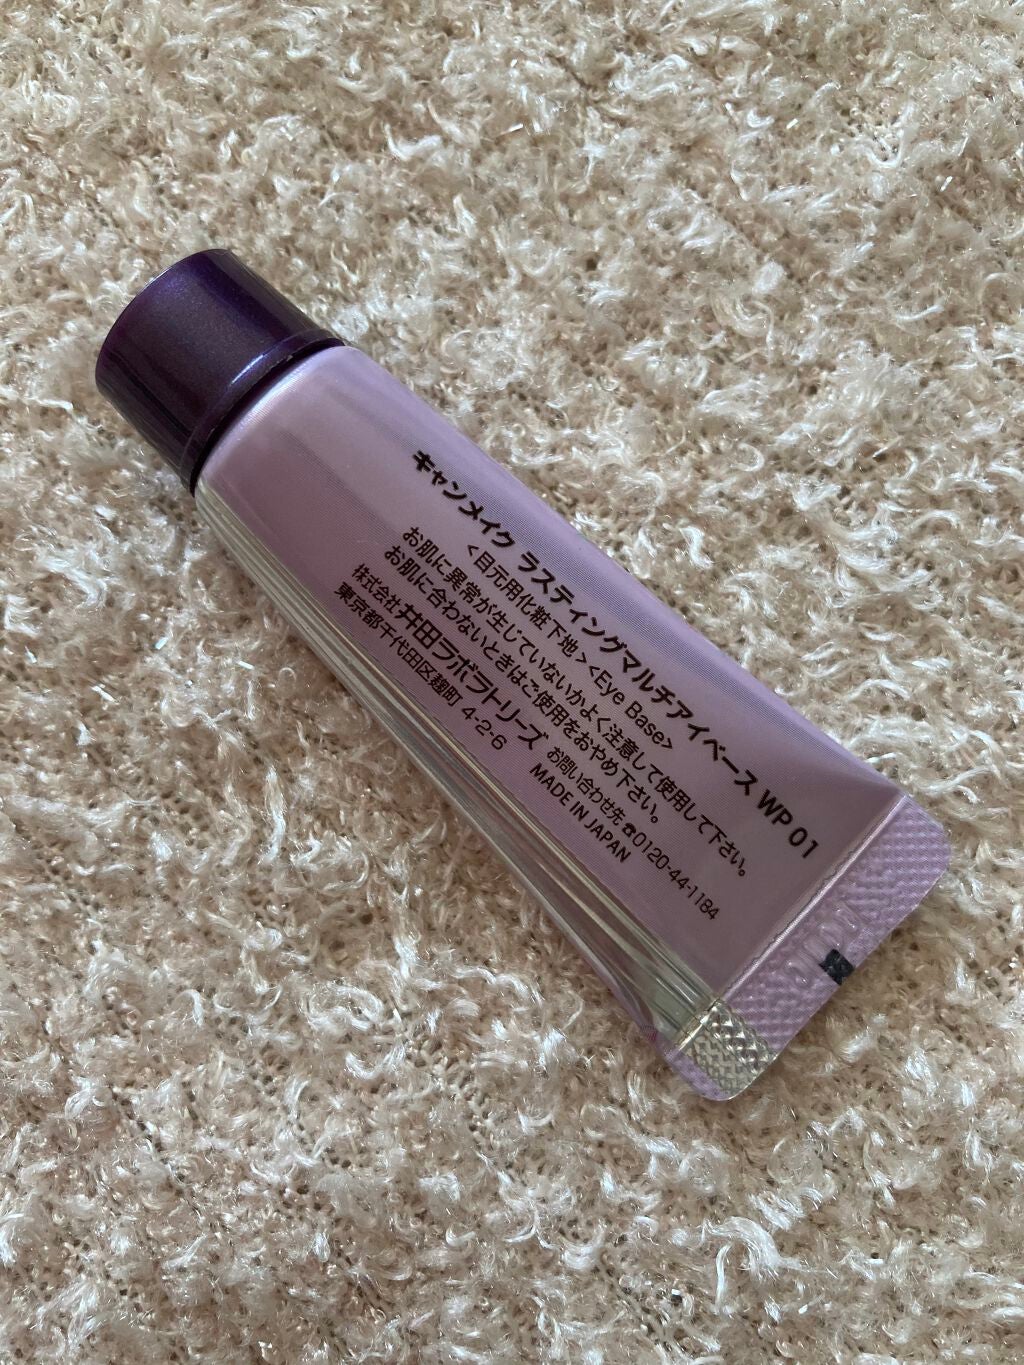 キャンメイク ラスティングマルチアイベース WP 01
<目元用化粧下地><Eye Base>
お肌に異常が生じていないかよく注意して使用して下さい。
お肌に合わないときはご使用をおやめ下さい。
株式会社井田ラボラトリーズ お問い合わせ先☎0120-44-1184
東京都千代田区麹町 4-2-6 MADE IN JAPAN